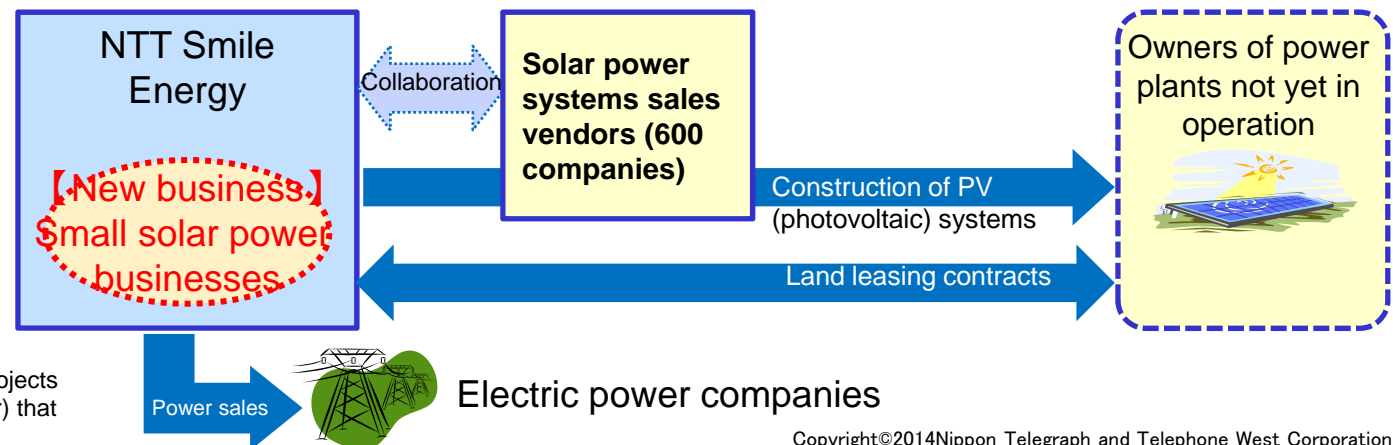 NTT Smile
Energy
【New business】
Small solar power
businesses
Collaboration
Solar power
systems sales
vendors (600
companies)
Owners of power
plants not yet in
operation
Construction of PV
(photovoltaic) systems
Land leasing contracts
ojects
) that
Power sales
Electric power companies
Copyright©2014Nippon Telegraph and Telephone West Corporation